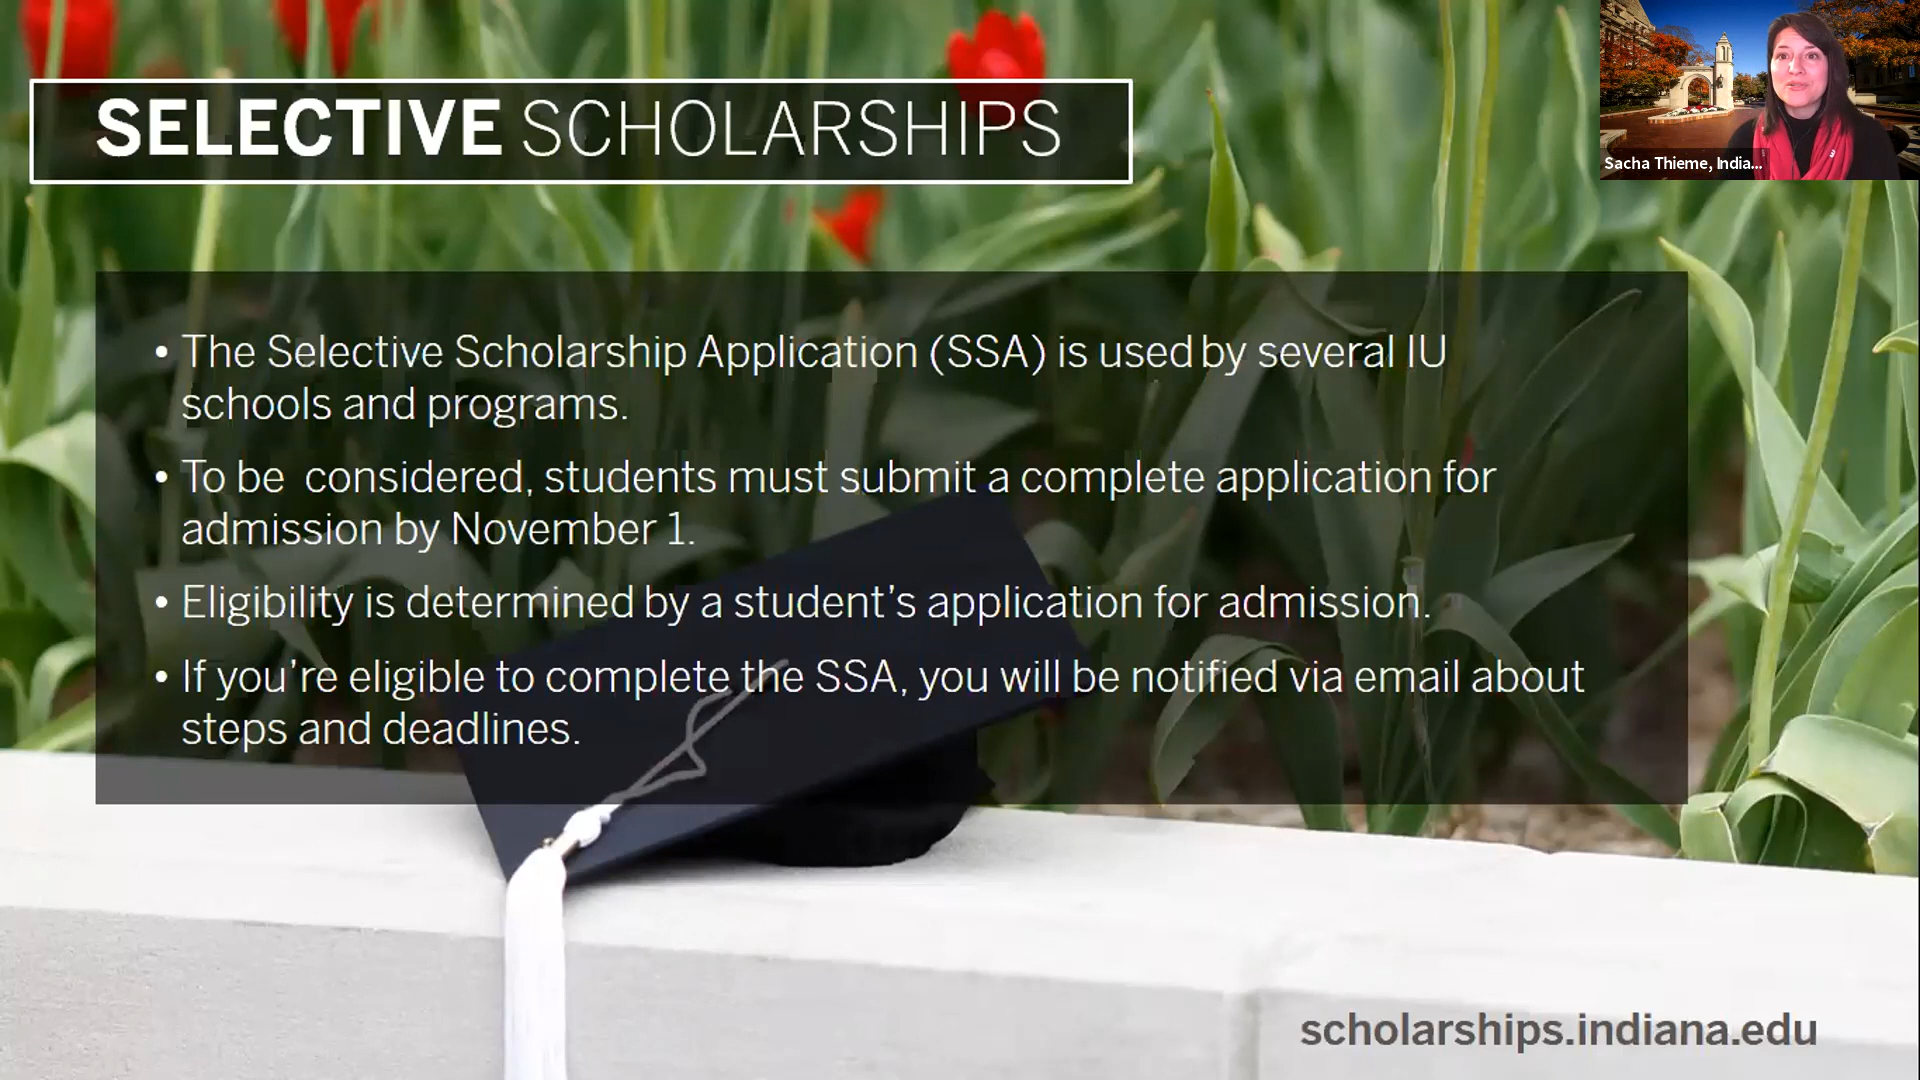 SELECTIVE SCHOLARSHIPS
Sacha Thieme, India...
• The Selective Scholarship Application (SSA) is used by several IU
schools and programs.
• To be considered, students must submit a complete application for
admission by November 1.
• Eligibility is determined by a student’s application for admission.
• If you’re eligible to complete the SSA, you will be notified via email about
steps and deadlines.
scholarships.indiana.edu